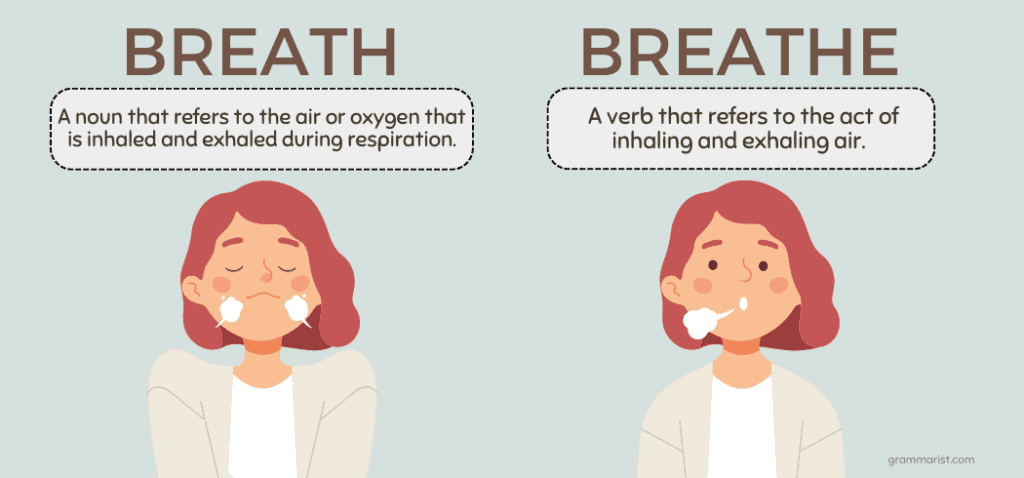 BREATH
A noun that refers to the air or oxygen that
is inhaled and exhaled during respiration.
BREATHE
A verb that refers to the act of
inhaling and exhaling air.
grammarist.com